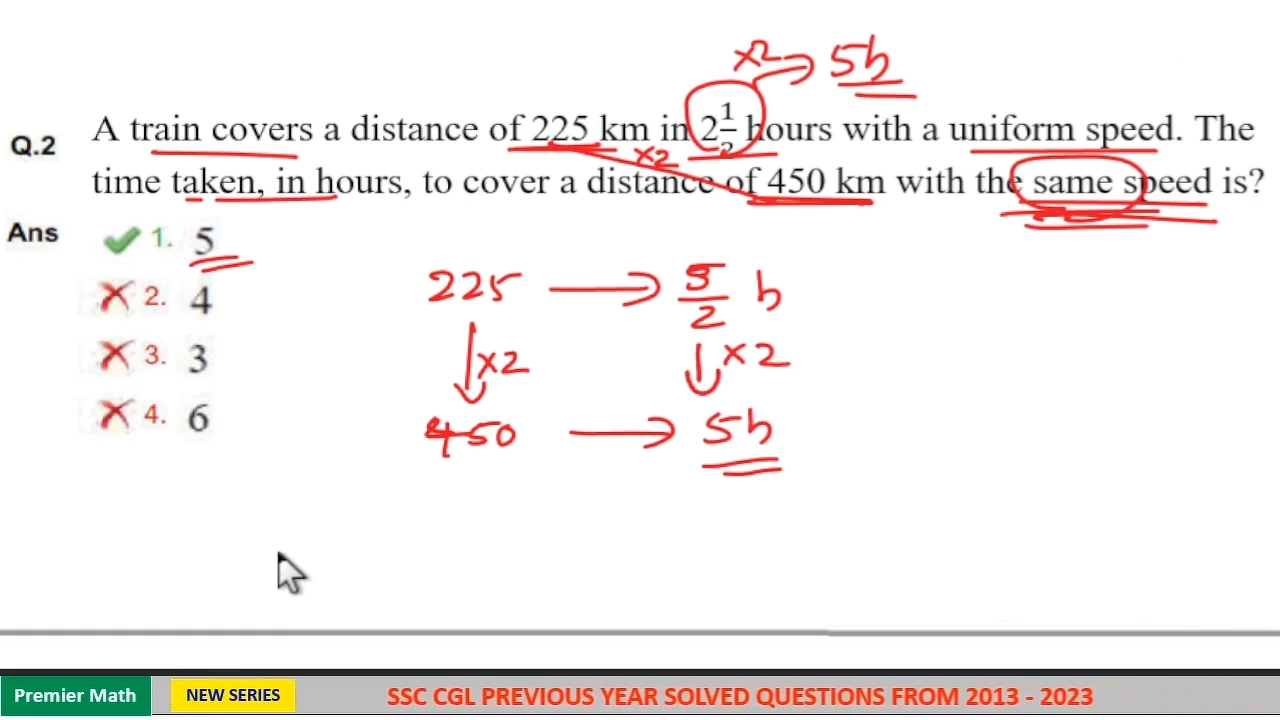 ×2 → 5h
Q.2 A train covers a distance of 225 km in 2 1/2 hours with a uniform speed. The
×2
time taken, in hours, to cover a distance of 450 km with the same speed is?
Ans 1. 5
2. 4
3. 3
4. 6
225 → 5/2 h
×2 ×2
450 → 5h
Premier Math NEW SERIES SSC CGL PREVIOUS YEAR SOLVED QUESTIONS FROM 2013 - 2023